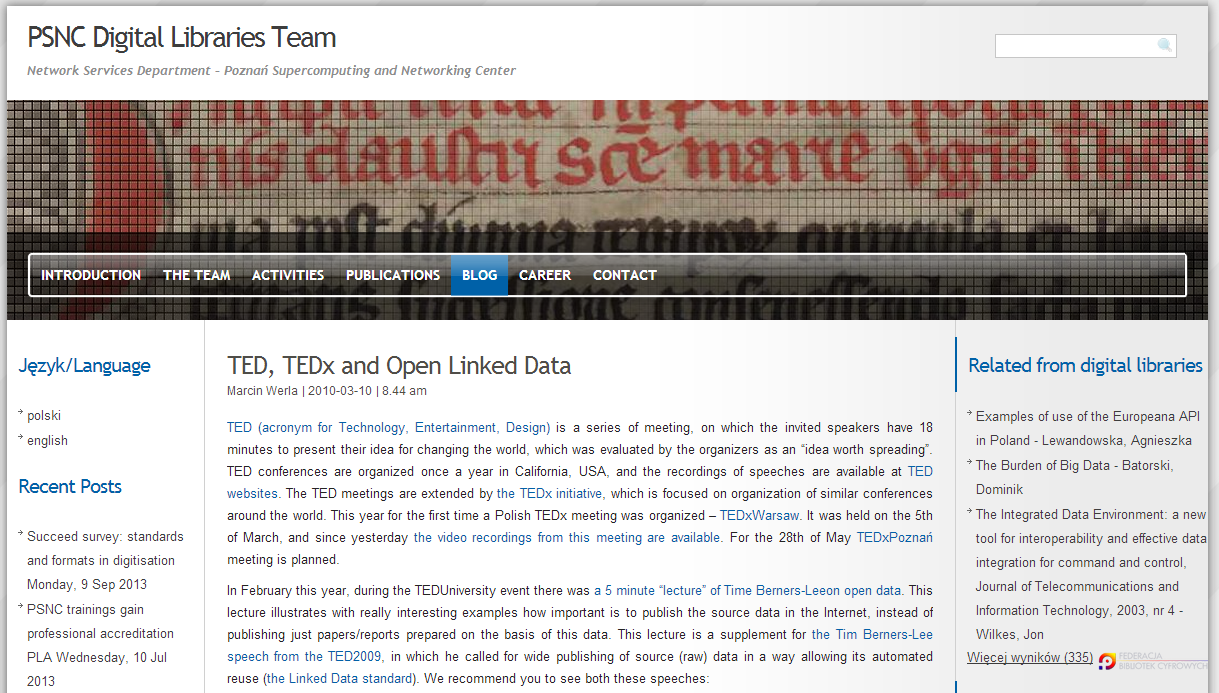 PSNC Digital Libraries Team
Network Services Department – Poznań Supercomputing and Networking Center
nis claustri sce marie vgis
INTRODUCTION THE TEAM ACTIVITIES PUBLICATIONS BLOG CAREER CONTACT
Język/Language
polski
english
Recent Posts
Succeed survey: standards
and formats in digitisation
Monday, 9 Sep 2013
PSNC trainings gain
professional accreditation
PLA Wednesday, 10 Jul
2013
TED, TEDx and Open Linked Data
Marcin Werla | 2010-03-10 | 8.44 am
TED (acronym for Technology, Entertainment, Design) is a series of meeting, on which the invited speakers have 18
minutes to present their idea for changing the world, which was evaluated by the organizers as an “idea worth spreading”.
TED conferences are organized once a year in California, USA, and the recordings of speeches are available at TED
websites. The TED meetings are extended by the TEDx initiative, which is focused on organization of similar conferences
around the world. This year for the first time a Polish TEDx meeting was organized – TEDxWarsaw. It was held on the 5th
of March, and since yesterday the video recordings from this meeting are available. For the 28th of May TEDxPoznań
meeting is planned.
In February this year, during the TEDUniversity event there was a 5 minute “lecture” of Time Berners-Leeon open data. This
lecture illustrates with really interesting examples how important is to publish the source data in the Internet, instead of
publishing just papers/reports prepared on the basis of this data. This lecture is a supplement for the Tim Berners-Lee
speech from the TED2009, in which he called for wide publishing of source (raw) data in a way allowing its automated
reuse (the Linked Data standard). We recommend you to see both these speeches:
Related from digital libraries
Examples of use of the Europeana API
in Poland - Lewandowska, Agnieszka
The Burden of Big Data - Batorski,
Dominik
The Integrated Data Environment: a new
tool for interoperability and effective data
integration for command and control,
Journal of Telecommunications and
Information Technology, 2003, nr 4 -
Wilkes, Jon
Więcej wyników (335)
FEDERACJA
BIBLIOTEK CYFROWYCH